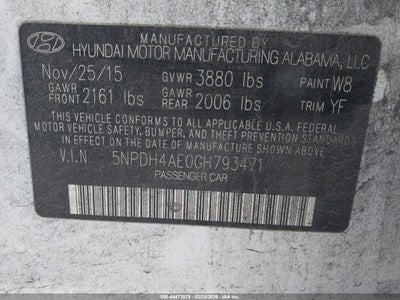 MANUFACTURED BY
HYUNDAI MOTOR MANUFACTURING ALABAMA, LLC
Nov/25/15 GVWR 3880 lbs PAINT W8
GAWR FRONT 2161 lbs GAWR REAR 2006 lbs TRIM YF
THIS VEHICLE CONFORMS TO ALL APPLICABLE U.S.A. FEDERAL
MOTOR VEHICLE SAFETY, BUMPER, AND THEFT PREVENTION STANDARDS
IN EFFECT ON THE DATE OF MANUFACTURE SHOWN ABOVE.
V.I.N 5NPDH4AE0GH793471
PASSENGER CAR